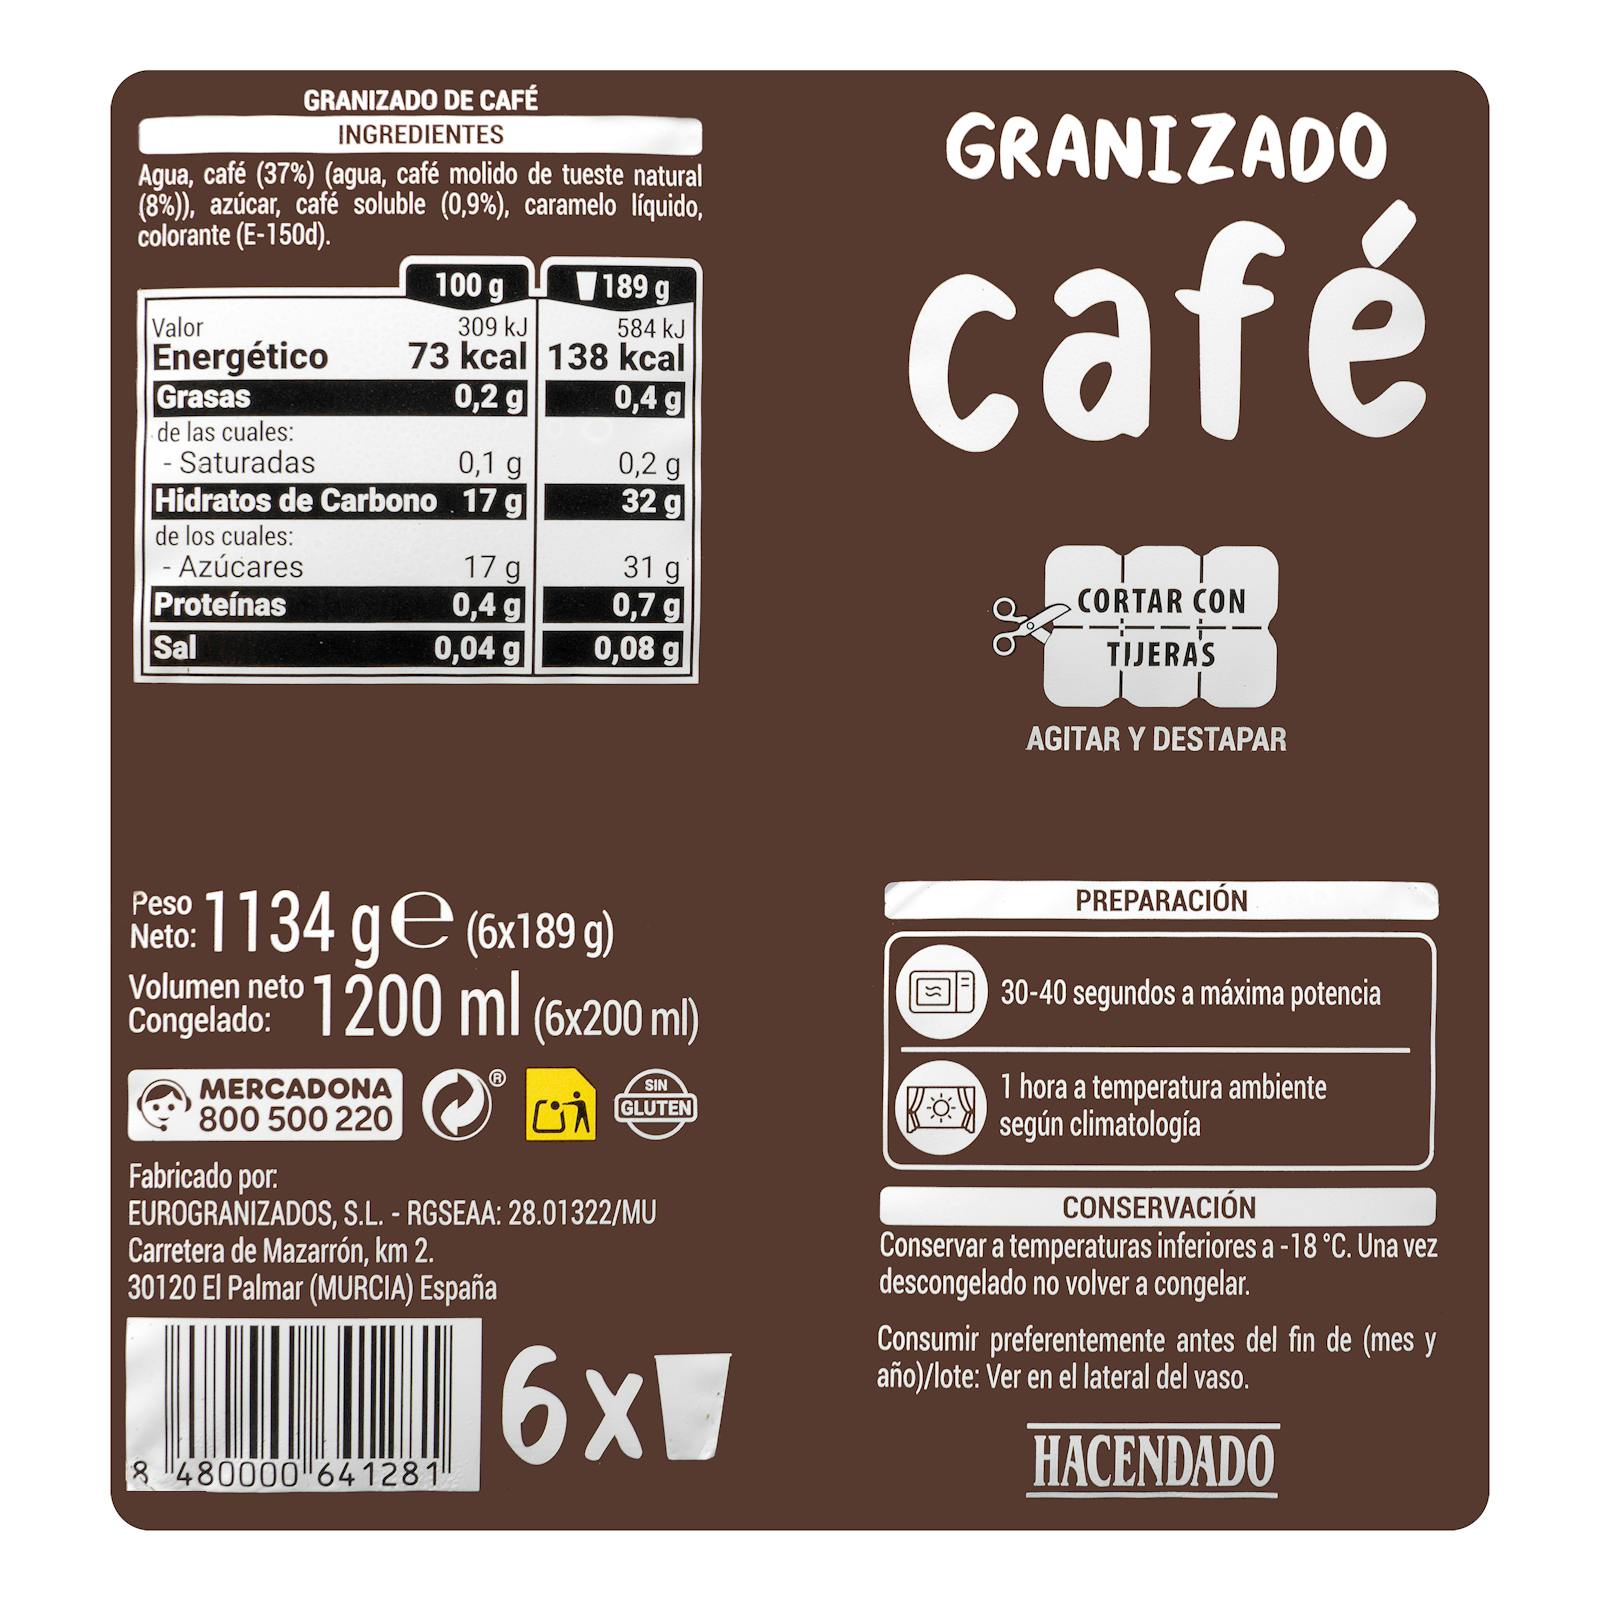 GRANIZADO DE CAFÉ
INGREDIENTES
Agua, café (37%) (agua, café molido de tueste natural
(8%)), azúcar, café soluble (0,9%), caramelo líquido,
colorante (E-150d).
100 g 189 g
Valor 309 kJ 584 kJ
Energético 73 kcal 138 kcal
Grasas 0,2 g 0,4 g
de las cuales:
- Saturadas 0,1 g 0,2 g
Hidratos de Carbono 17 g 32 g
de los cuales:
- Azúcares 17 g 31 g
Proteínas 0,4 g 0,7 g
Sal 0,04 g 0,08 g
Peso
Neto: 1134 g e (6x189 g)
Volumen neto
Congelado: 1200 ml (6x200 ml)
MERCADONA
800 500 220
®
SIN
GLUTEN
Fabricado por:
EUROGRANIZADOS, S.L. - RGSEAA: 28.01322/MU
Carretera de Mazarrón, km 2.
30120 El Palmar (MURCIA) España
8 480000 641281
6x
GRANIZADO
café
CORTAR CON
TIJERAS
AGITAR Y DESTAPAR
PREPARACIÓN
30-40 segundos a máxima potencia
1 hora a temperatura ambiente
según climatología
CONSERVACIÓN
Conservar a temperaturas inferiores a -18 °C. Una vez
descongelado no volver a congelar.
Consumir preferentemente antes del fin de (mes y
año)/lote: Ver en el lateral del vaso.
HACENDADO